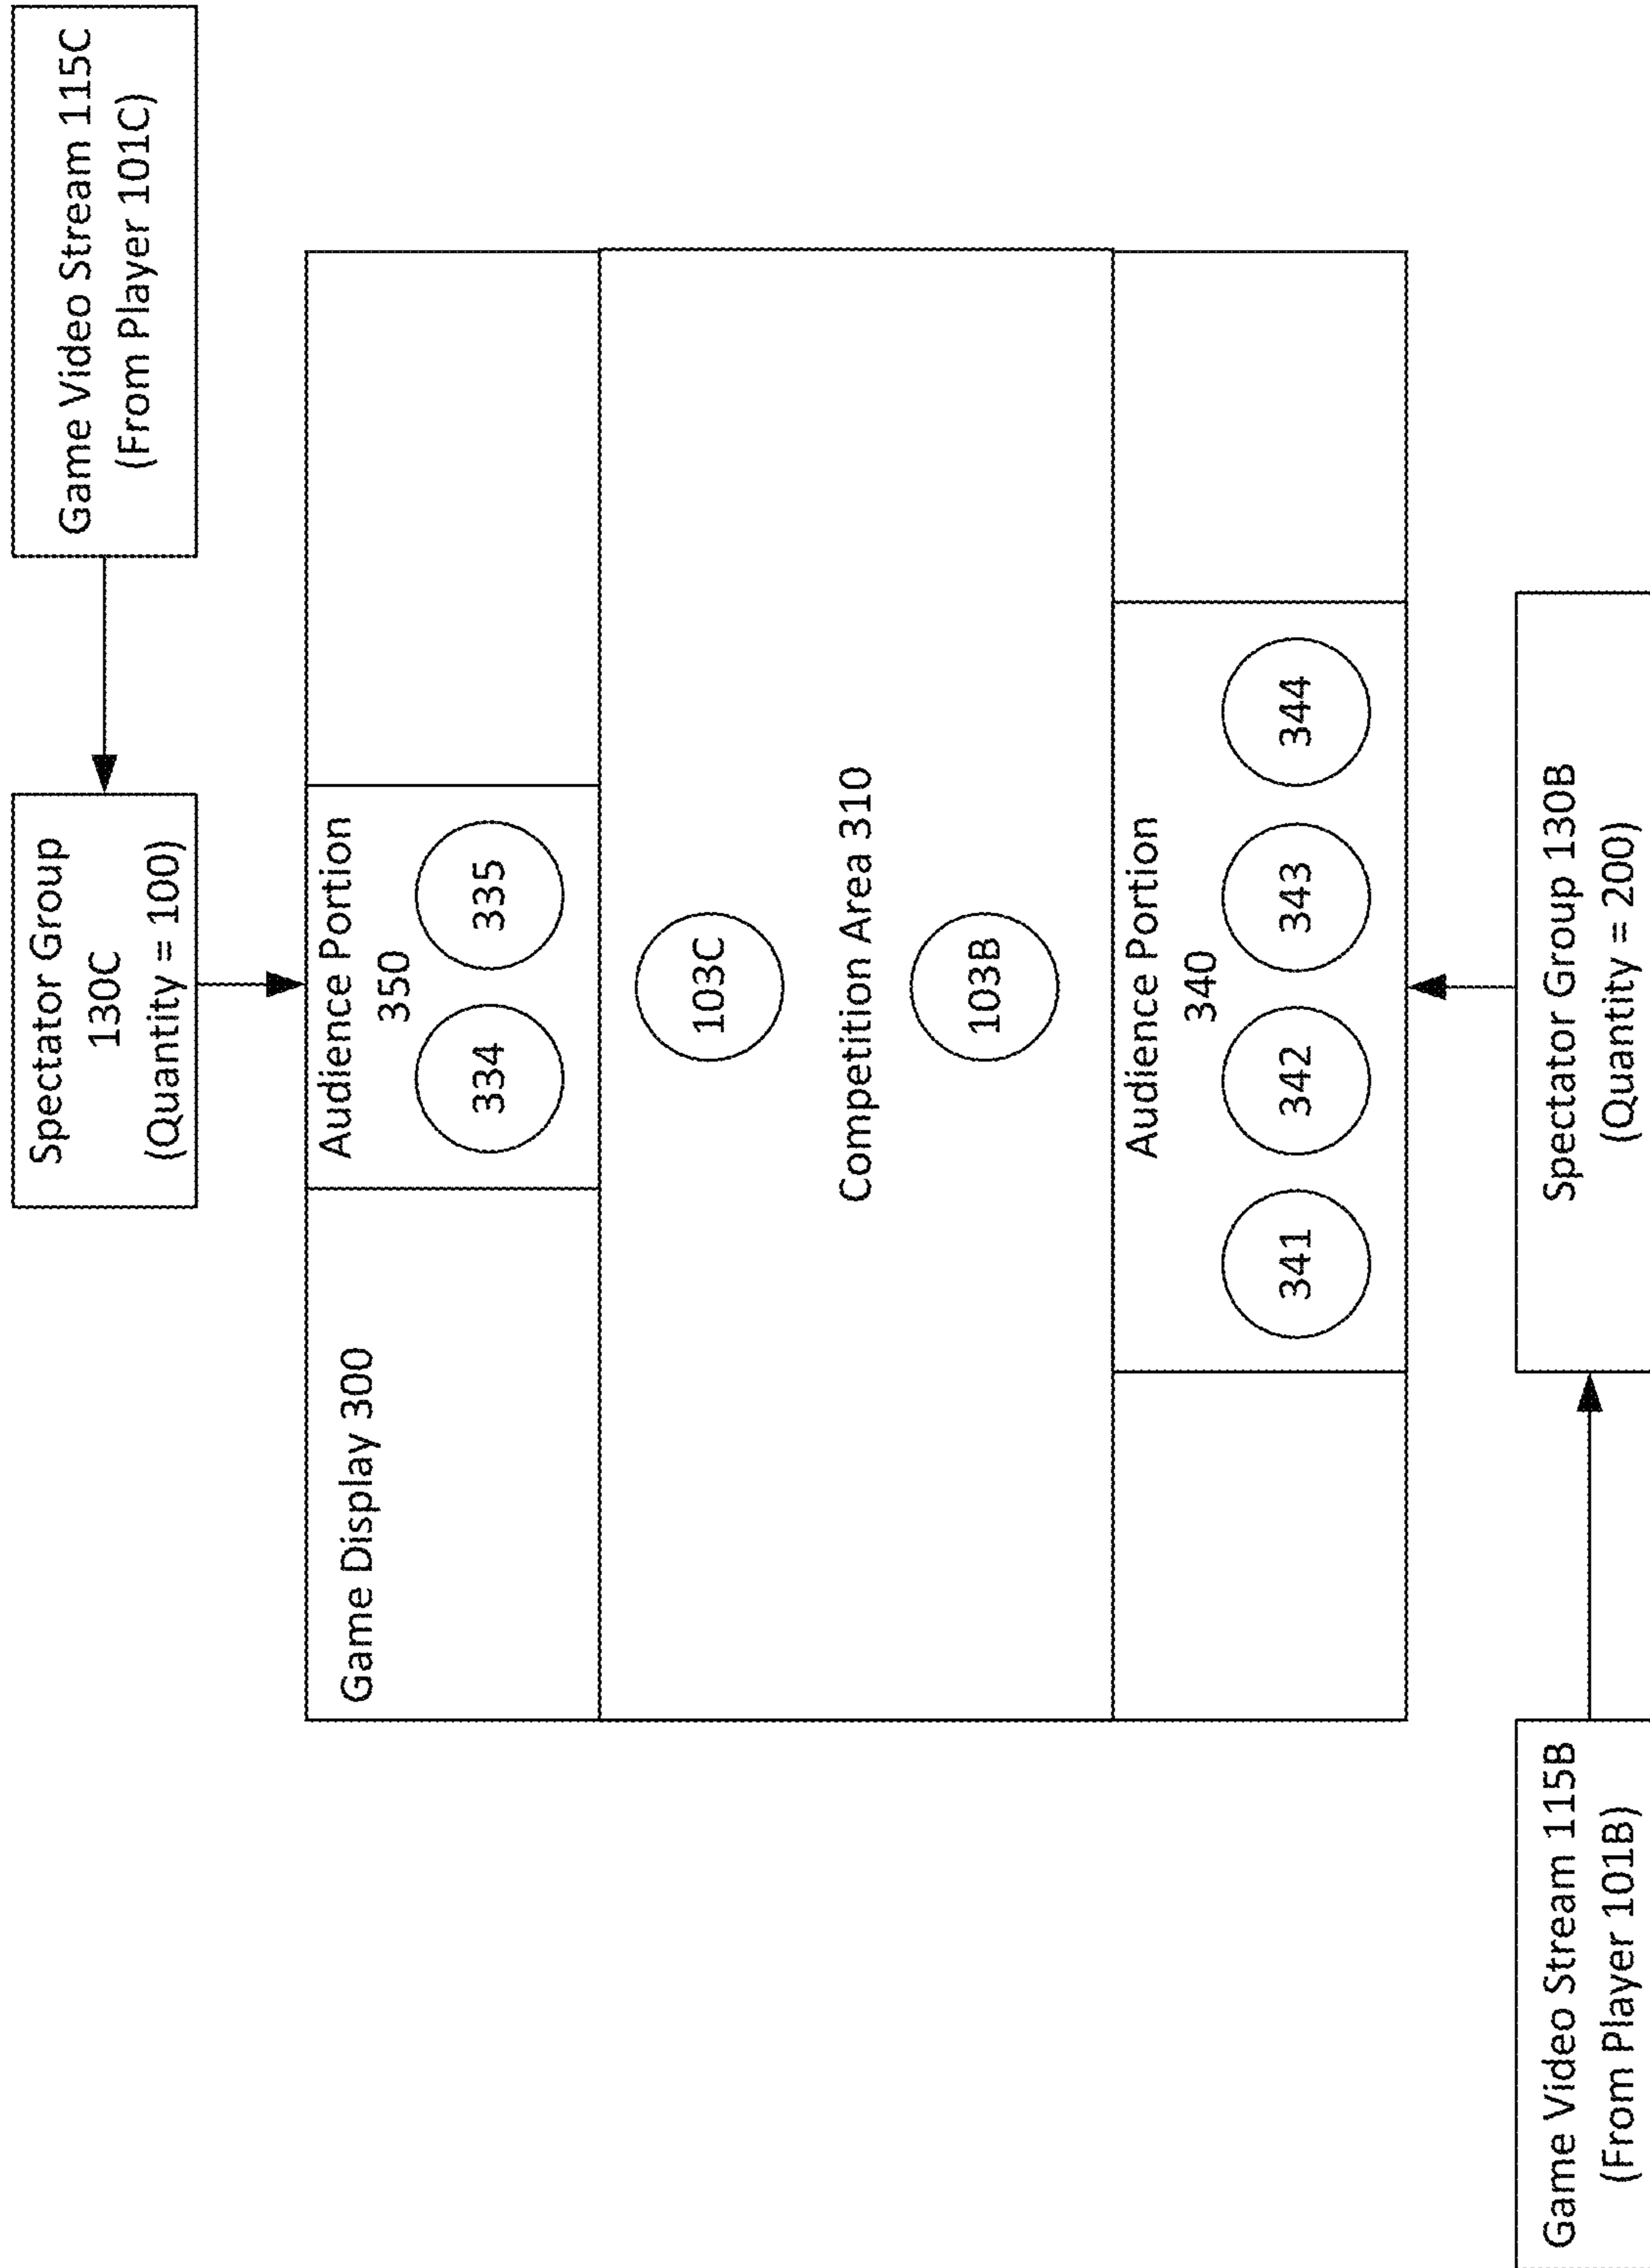 Game Video Stream 115C
(From Player 101C)
Spectator Group
130C
(Quantity = 100)
Game Display 300
Audience Portion
350
334
335
103C
Competition Area 310
103B
Audience Portion
340
341
342
343
344
Spectator Group 130B
(Quantity = 200)
Game Video Stream 115B
(From Player 101B)